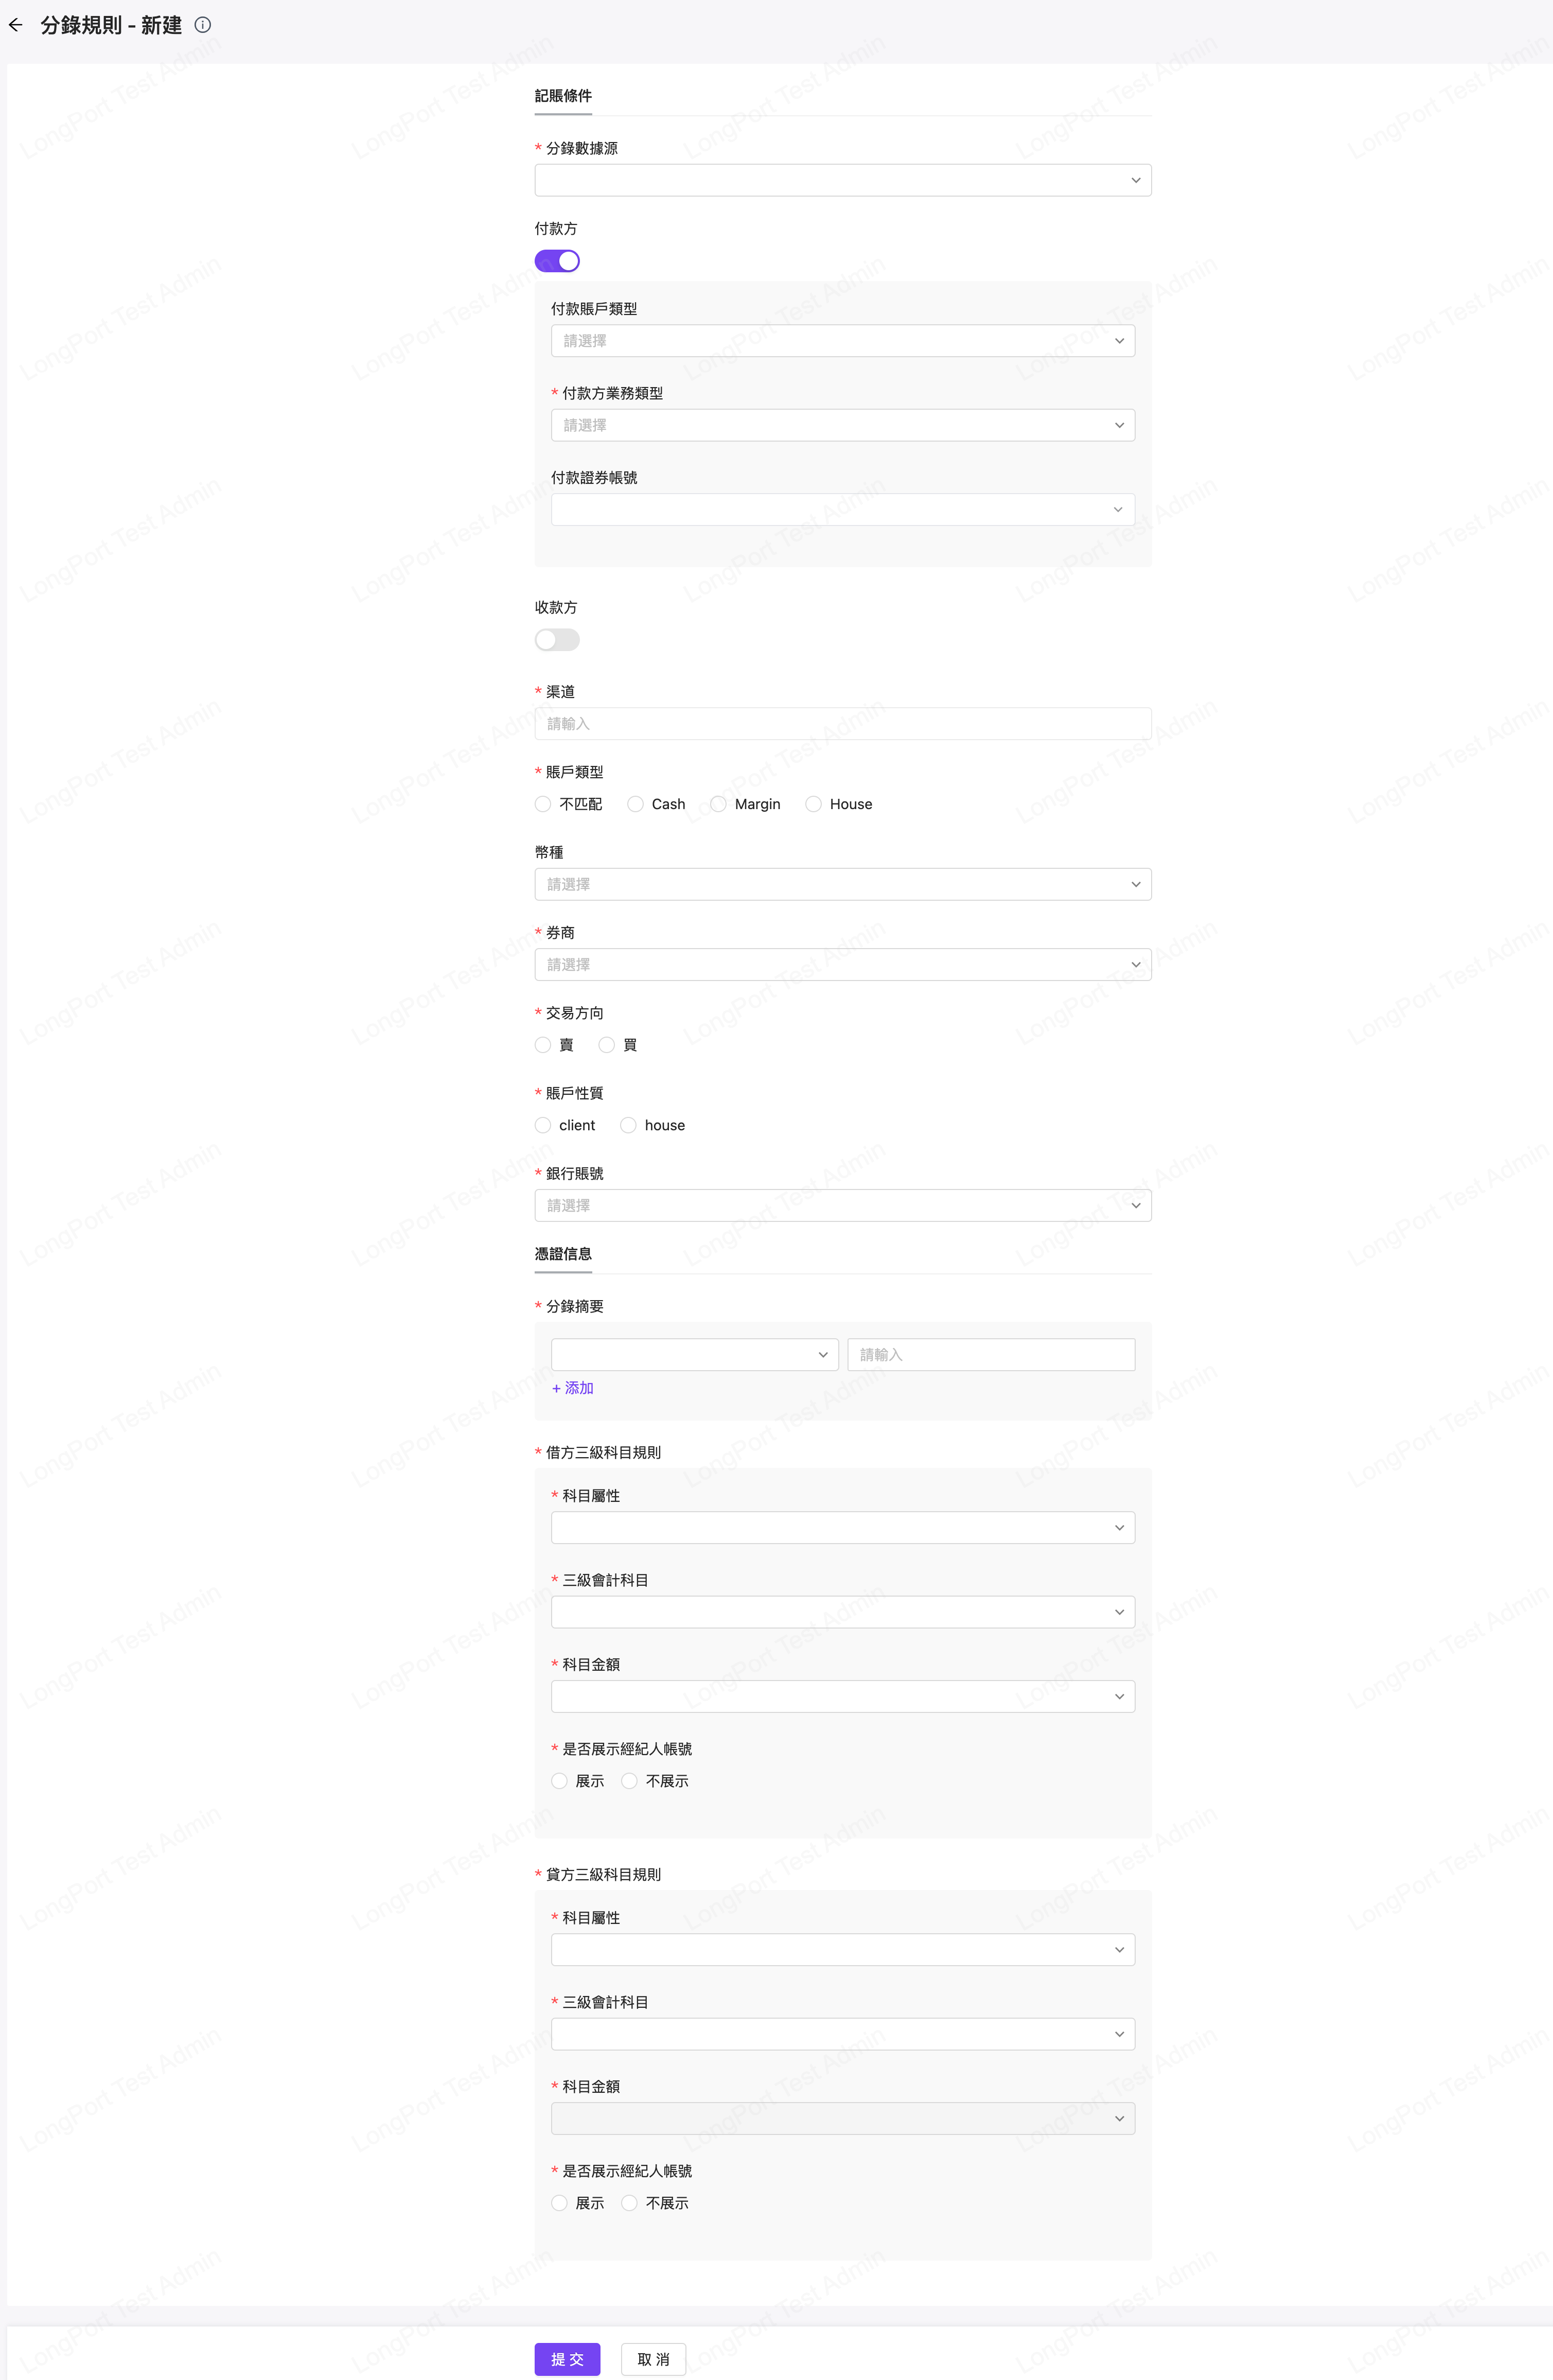 分錄規則 - 新建
記賬條件
* 分錄數據源
付款方
付款賬戶類型
請選擇
* 付款方業務類型
請選擇
付款證券帳號
收款方
* 渠道
請輸入
* 賬戶類型
不匹配 Cash Margin House
幣種
請選擇
* 券商
請選擇
* 交易方向
賣 買
* 賬戶性質
client house
* 銀行賬號
請選擇
憑證信息
* 分錄摘要
請輸入
+ 添加
* 借方三級科目規則
* 科目屬性
* 三級會計科目
* 科目金額
* 是否展示經紀人帳號
展示 不展示
* 貸方三級科目規則
* 科目屬性
* 三級會計科目
* 科目金額
* 是否展示經紀人帳號
展示 不展示
提 交 取 消
LongPort Test Admin